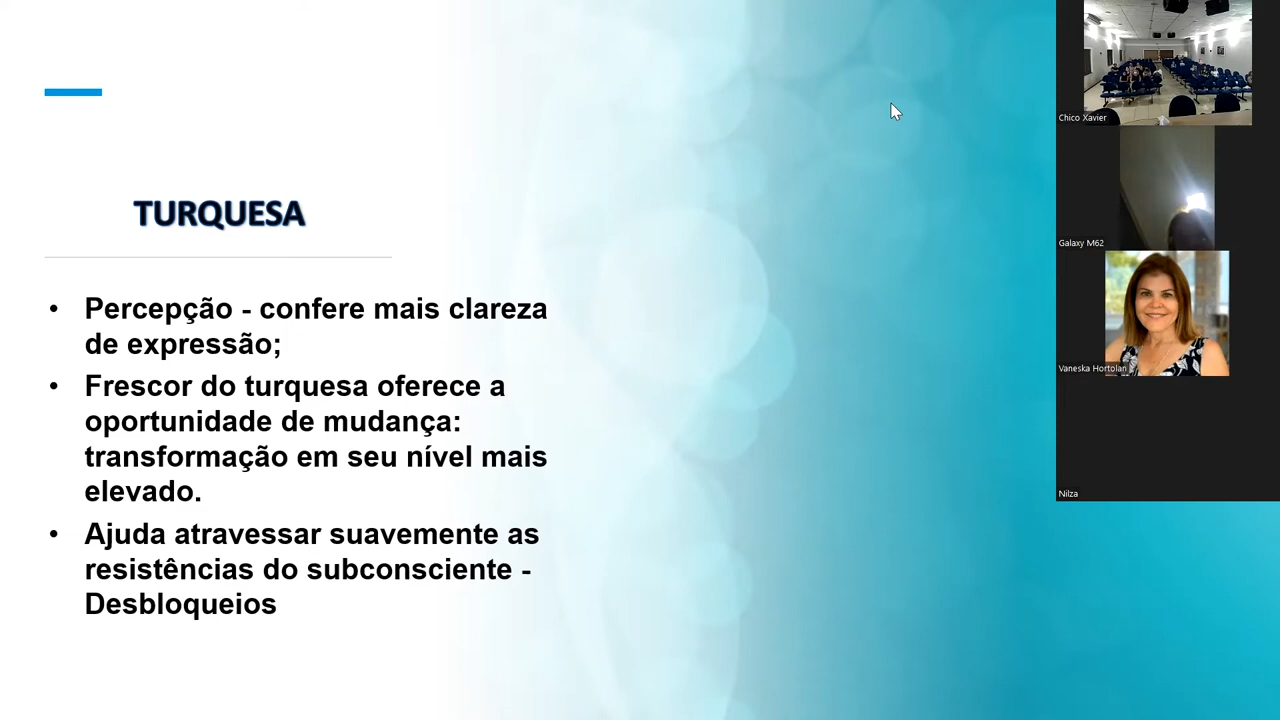 TURQUESA
• Percepção - confere mais clareza
de expressão;
• Frescor do turquesa oferece a
oportunidade de mudança:
transformação em seu nível mais
elevado.
• Ajuda atravessar suavemente as
resistências do subconsciente -
Desbloqueios
Chico Xavier
Galaxy M62
Vaneska Hortolan
Nilza